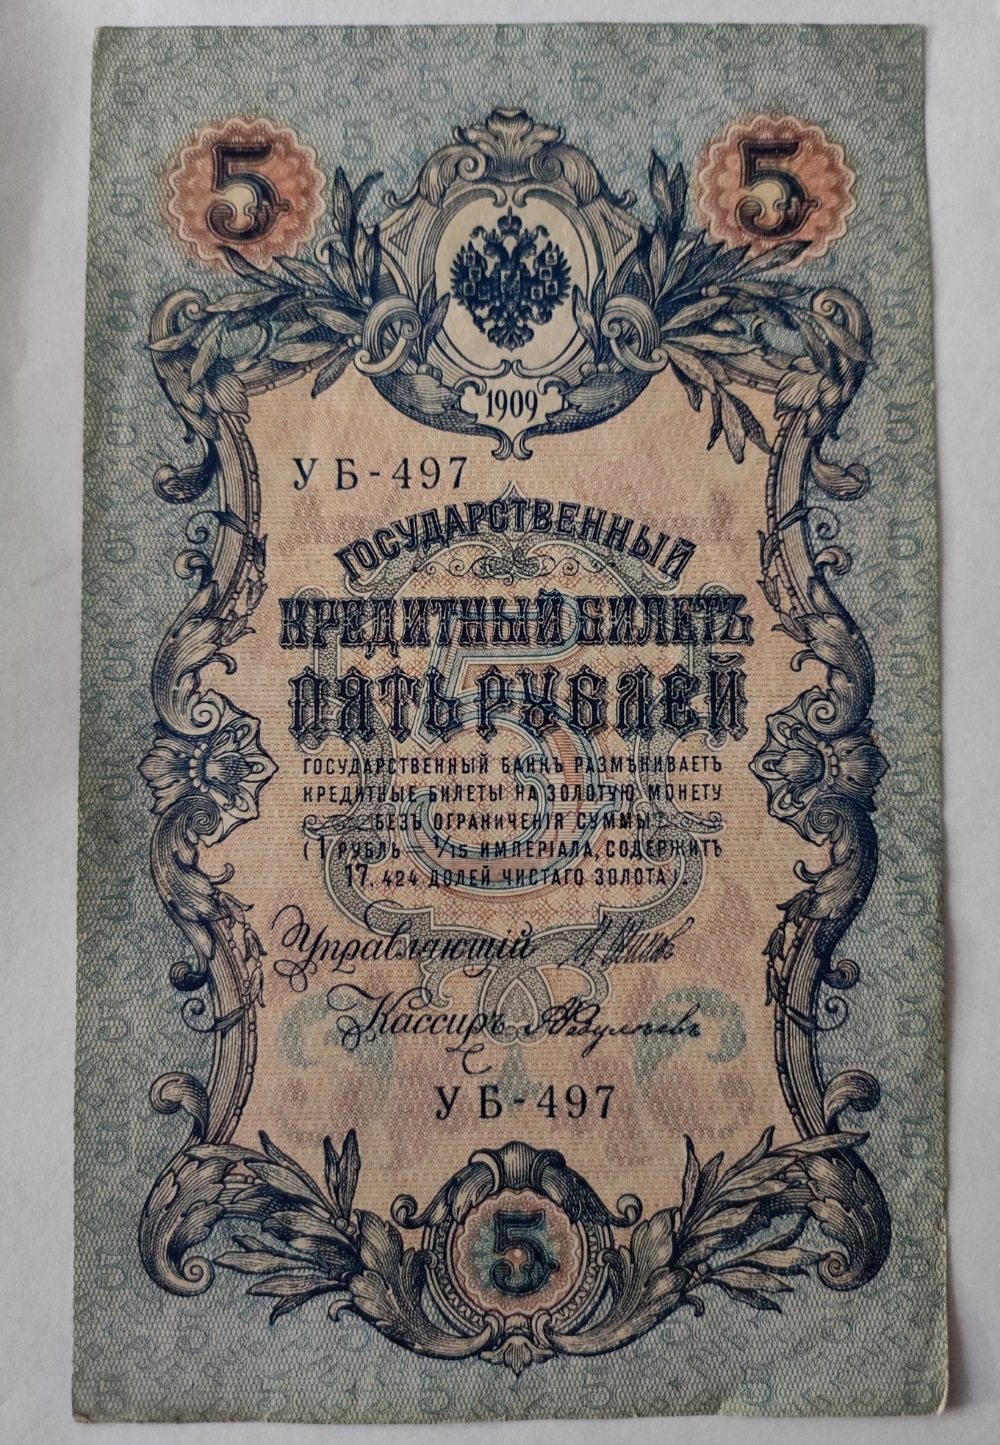 5 5
1909
УБ-497
ГОСУДАРСТВЕННЫЙ
КРЕДИТНЫЙ БИЛЕТЪ
ПЯТЬ РУБЛЕЙ
ГОСУДАРСТВЕННЫЙ БАНКЪ РАЗМѢНИВАЕТЪ
КРЕДИТНЫЕ БИЛЕТЫ НА ЗОЛОТУЮ МОНЕТУ
БЕЗЪ ОГРАНИЧЕНІЯ СУММЫ
(1 РУБЛЬ = 1/15 ИМПЕРІАЛА, СОДЕРЖИТЪ
17,424 ДОЛЕЙ ЧИСТАГО ЗОЛОТА).
Управляющій
Кассиръ
УБ-497
5